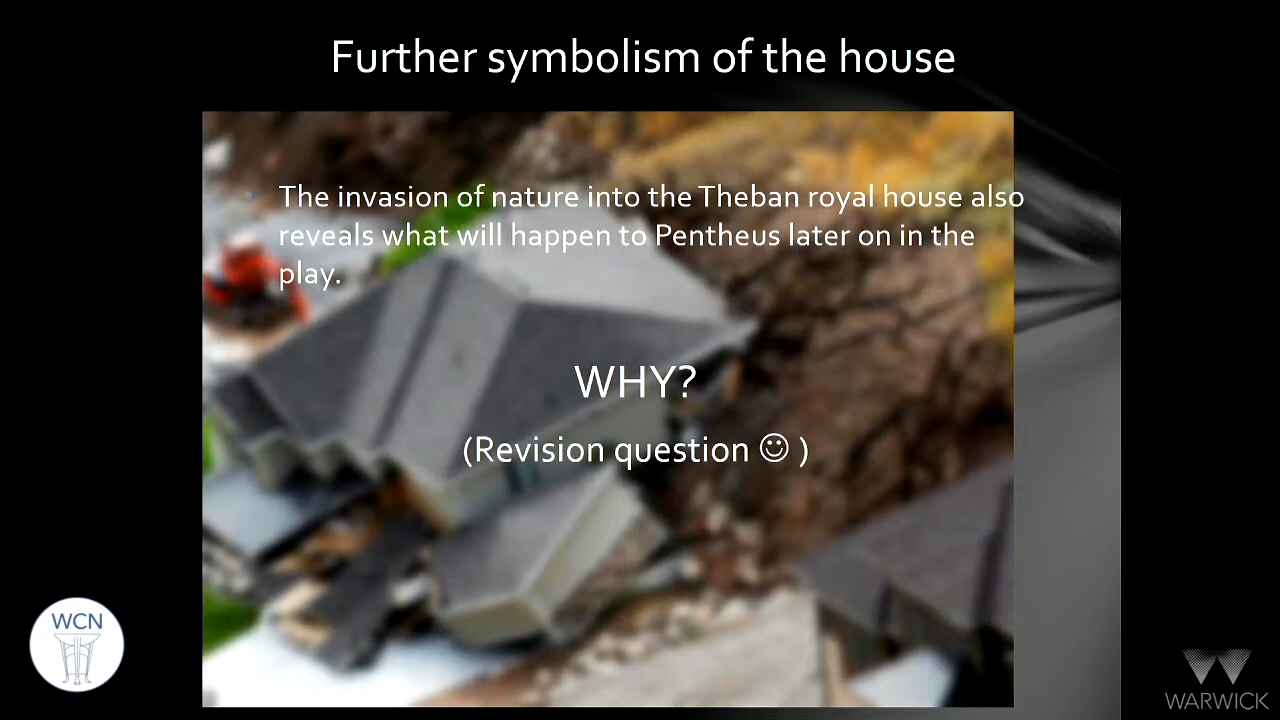 Further symbolism of the house
• The invasion of nature into the Theban royal house also
reveals what will happen to Pentheus later on in the
play.
WHY?
(Revision question ☺ )
WCN
WARWICK